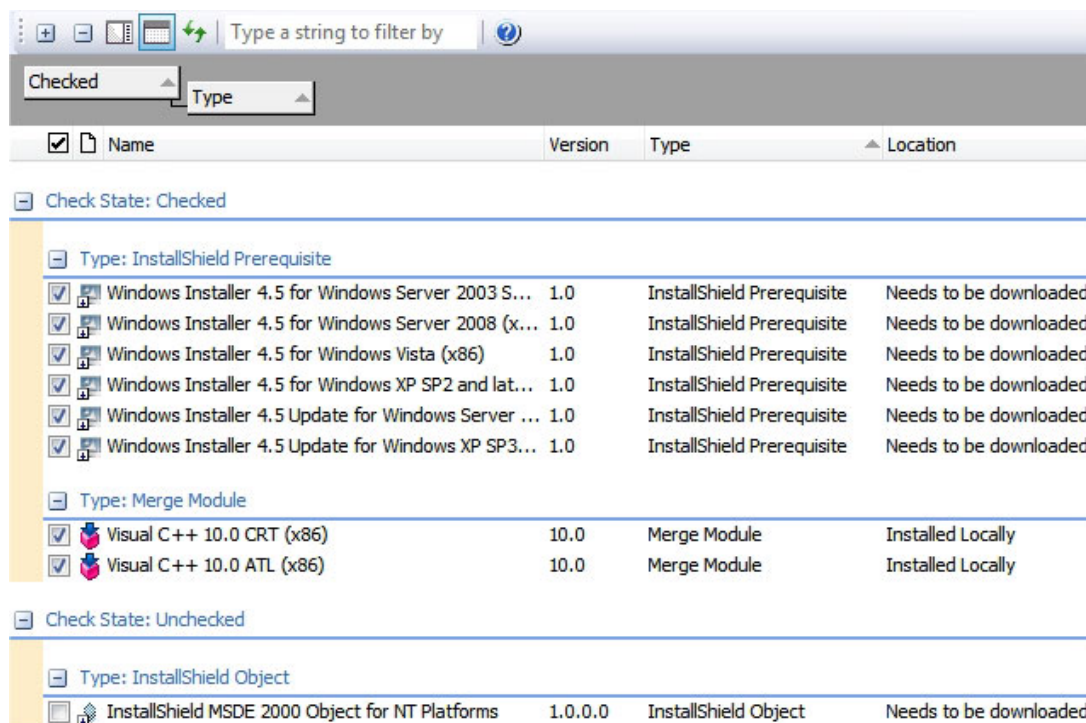 Type a string to filter by
Checked
Type
Name Version Type Location
Check State: Checked
Type: InstallShield Prerequisite
Windows Installer 4.5 for Windows Server 2003 S... 1.0 InstallShield Prerequisite Needs to be downloaded
Windows Installer 4.5 for Windows Server 2008 (x... 1.0 InstallShield Prerequisite Needs to be downloaded
Windows Installer 4.5 for Windows Vista (x86) 1.0 InstallShield Prerequisite Needs to be downloaded
Windows Installer 4.5 for Windows XP SP2 and lat... 1.0 InstallShield Prerequisite Needs to be downloaded
Windows Installer 4.5 Update for Windows Server ... 1.0 InstallShield Prerequisite Needs to be downloaded
Windows Installer 4.5 Update for Windows XP SP3... 1.0 InstallShield Prerequisite Needs to be downloaded
Type: Merge Module
Visual C++ 10.0 CRT (x86) 10.0 Merge Module Installed Locally
Visual C++ 10.0 ATL (x86) 10.0 Merge Module Installed Locally
Check State: Unchecked
Type: InstallShield Object
InstallShield MSDE 2000 Object for NT Platforms 1.0.0.0 InstallShield Object Needs to be downloaded